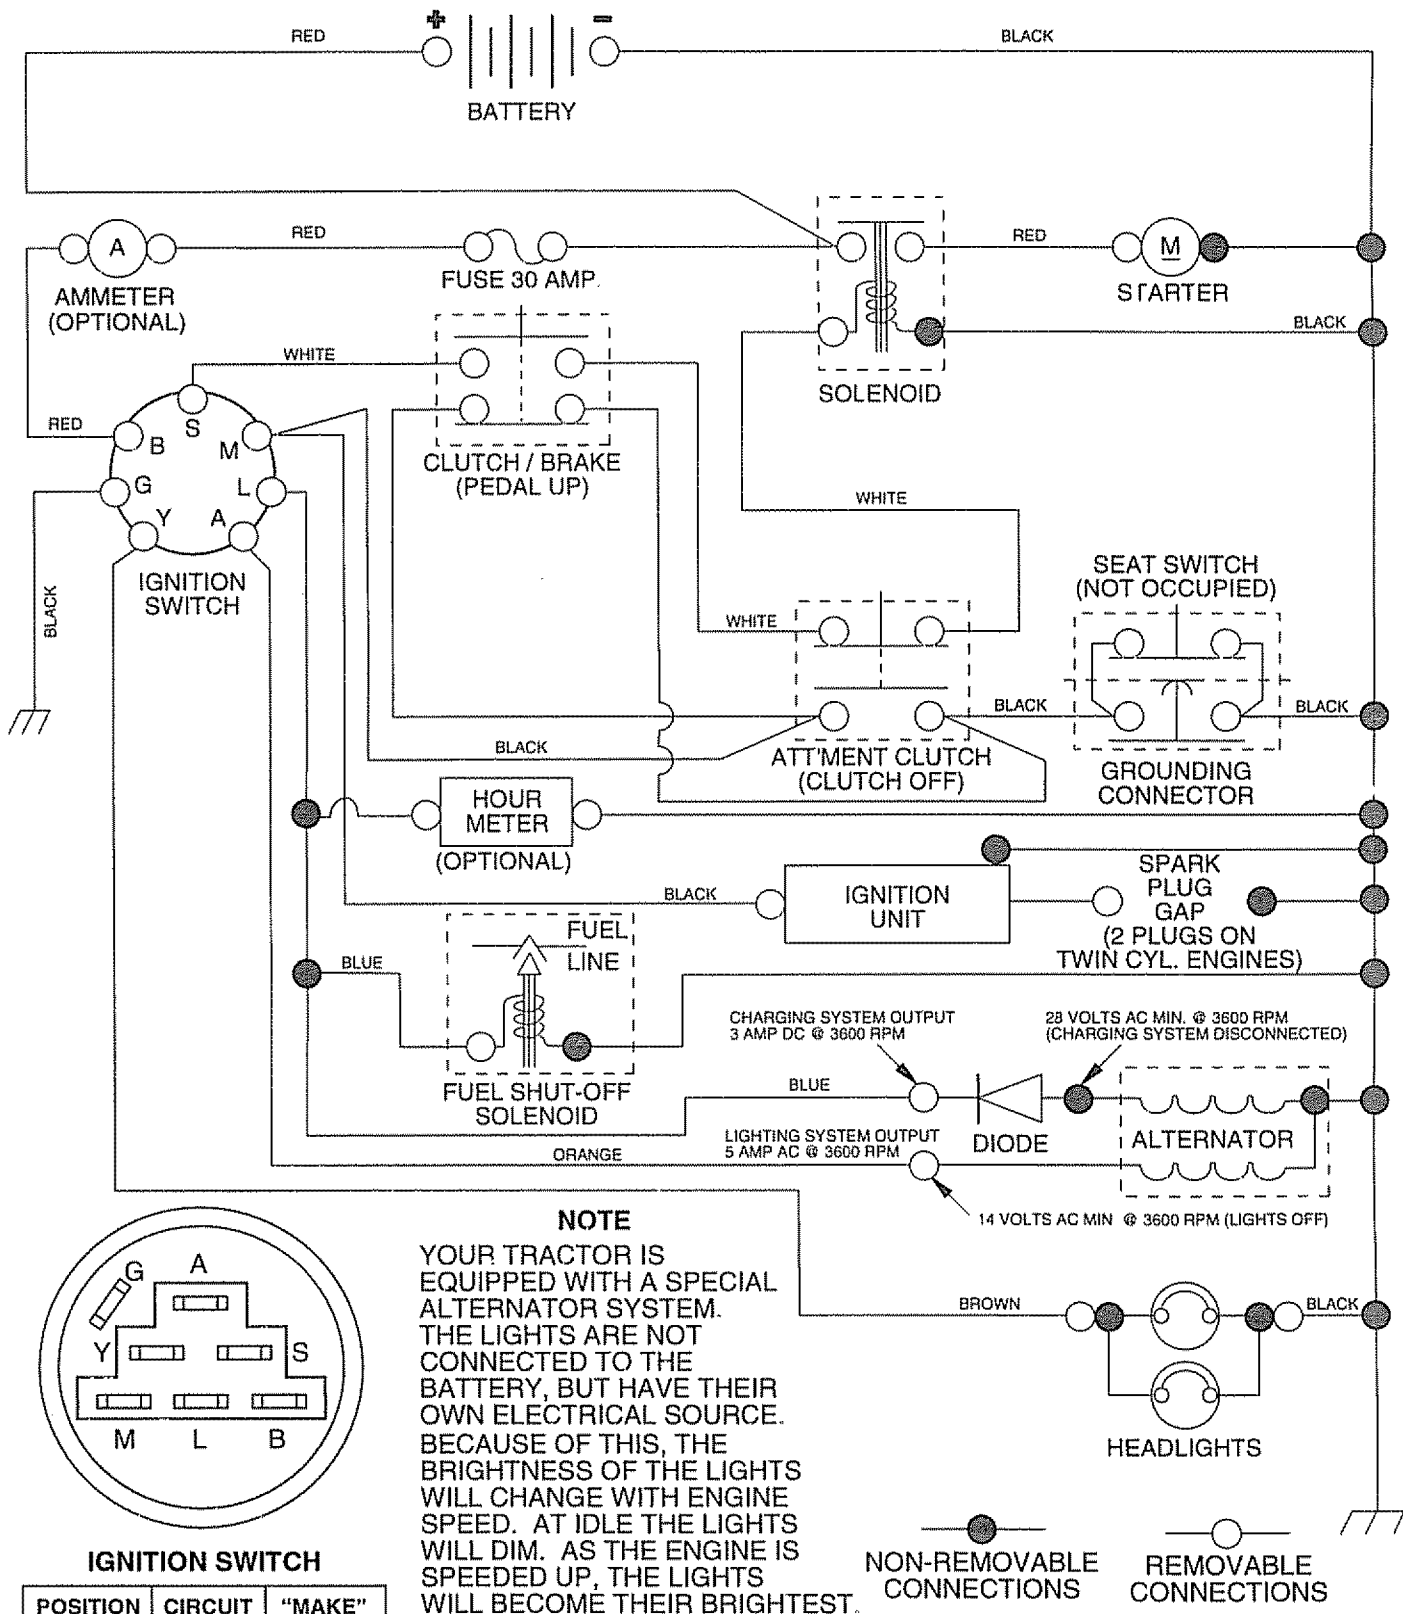 +
-
RED
BLACK
BATTERY
A
RED
RED
M
FUSE 30 AMP.
AMMETER
(OPTIONAL)
STARTER
BLACK
WHITE
SOLENOID
S
RED
B
M
CLUTCH / BRAKE
(PEDAL UP)
G
L
Y
A
WHITE
IGNITION
SWITCH
BLACK
SEAT SWITCH
(NOT OCCUPIED)
WHITE
BLACK
BLACK
BLACK
ATT'MENT CLUTCH
(CLUTCH OFF)
GROUNDING
CONNECTOR
HOUR
METER
(OPTIONAL)
BLACK
IGNITION
UNIT
SPARK
PLUG
GAP
(2 PLUGS ON
TWIN CYL. ENGINES)
BLUE
FUEL
LINE
FUEL SHUT-OFF
SOLENOID
CHARGING SYSTEM OUTPUT
3 AMP DC @ 3600 RPM
28 VOLTS AC MIN. @ 3600 RPM
(CHARGING SYSTEM DISCONNECTED)
BLUE
DIODE
ALTERNATOR
LIGHTING SYSTEM OUTPUT
5 AMP AC @ 3600 RPM
ORANGE
14 VOLTS AC MIN @ 3600 RPM (LIGHTS OFF)
BROWN
BLACK
HEADLIGHTS
G
A
Y
S
M
L
B
NOTE
YOUR TRACTOR IS
EQUIPPED WITH A SPECIAL
ALTERNATOR SYSTEM.
THE LIGHTS ARE NOT
CONNECTED TO THE
BATTERY, BUT HAVE THEIR
OWN ELECTRICAL SOURCE.
BECAUSE OF THIS, THE
BRIGHTNESS OF THE LIGHTS
WILL CHANGE WITH ENGINE
SPEED. AT IDLE THE LIGHTS
WILL DIM. AS THE ENGINE IS
SPEEDED UP, THE LIGHTS
WILL BECOME THEIR BRIGHTEST.
NON-REMOVABLE
CONNECTIONS
REMOVABLE
CONNECTIONS
IGNITION SWITCH
POSITION CIRCUIT "MAKE"